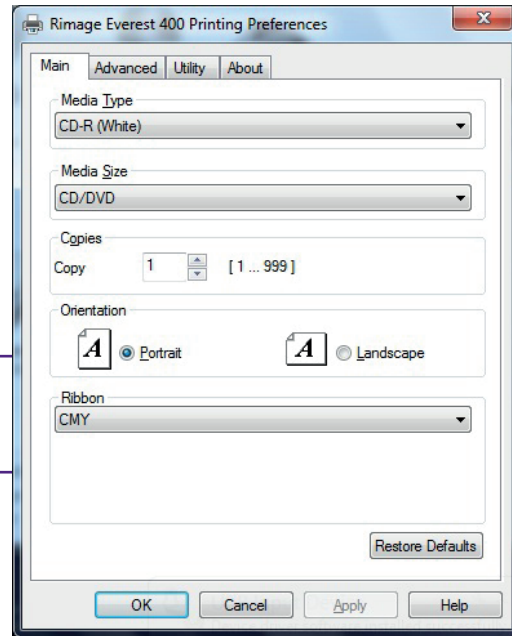 Rimage Everest 400 Printing Preferences
Main Advanced Utility About
Media Type
CD-R (White)
Media Size
CD/DVD
Copies
Copy 1 [ 1 ... 999 ]
Orientation
A Portrait A Landscape
Ribbon
CMY
Restore Defaults
OK Cancel Apply Help